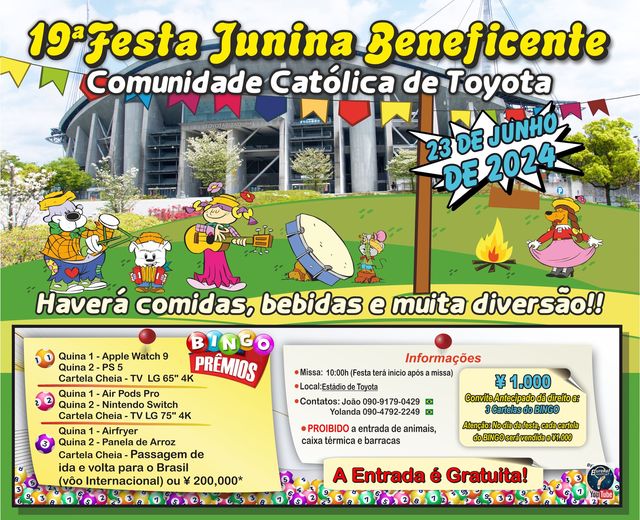 19ªFesta Junina Beneficente
Comunidade Católica de Toyota
23 DE JUNHO
DE 2024
Haverá comidas, bebidas e muita diversão!!
BINGO
PRÊMIOS
1
Quina 1 - Apple Watch 9
Quina 2 - PS 5
Cartela Cheia - TV LG 65" 4K
2
Quina 1 - Air Pods Pro
Quina 2 - Nintendo Switch
Cartela Cheia - TV LG 75" 4K
3
Quina 1 - Airfryer
Quina 2 - Panela de Arroz
Cartela Cheia - Passagem de
ida e volta para o Brasil
(vôo Internacional) ou ¥ 200,000*
Informações
Missa: 10:00h (Festa terá inicio após a missa)
Local: Estádio de Toyota
Contatos: João 090-9179-0429
Yolanda 090-4792-2249
PROIBIDO a entrada de animais,
caixa térmica e barracas
¥ 1.000
Convite Antecipado dá direito a:
3 Cartelas do BINGO
Atenção: No dia da festa, cada cartela
do BINGO será vendida a ¥1.000
A Entrada é Gratuita!
YouTube